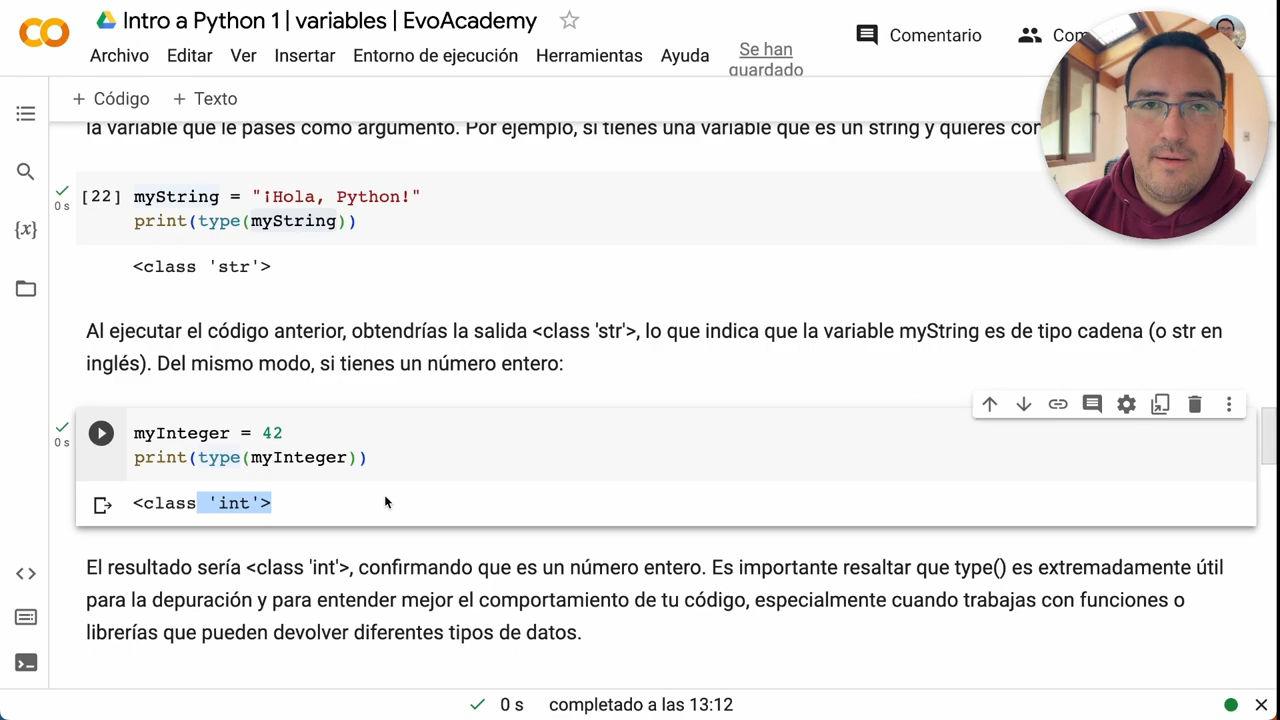 Intro a Python 1 | variables | EvoAcademy
Archivo Editar Ver Insertar Entorno de ejecución Herramientas Ayuda Se han guardado
Comentario
+ Código + Texto
la variable que le pases como argumento. Por ejemplo, si tienes una variable que es un string y quieres
[22] myString = "¡Hola, Python!"
0 s
print(type(myString))
<class 'str'>
Al ejecutar el código anterior, obtendrías la salida <class 'str'>, lo que indica que la variable myString es de tipo cadena (o str en
inglés). Del mismo modo, si tienes un número entero:
myInteger = 42
0 s
print(type(myInteger))
<class 'int'>
El resultado sería <class 'int'>, confirmando que es un número entero. Es importante resaltar que type() es extremadamente útil
para la depuración y para entender mejor el comportamiento de tu código, especialmente cuando trabajas con funciones o
librerías que pueden devolver diferentes tipos de datos.
0 s completado a las 13:12